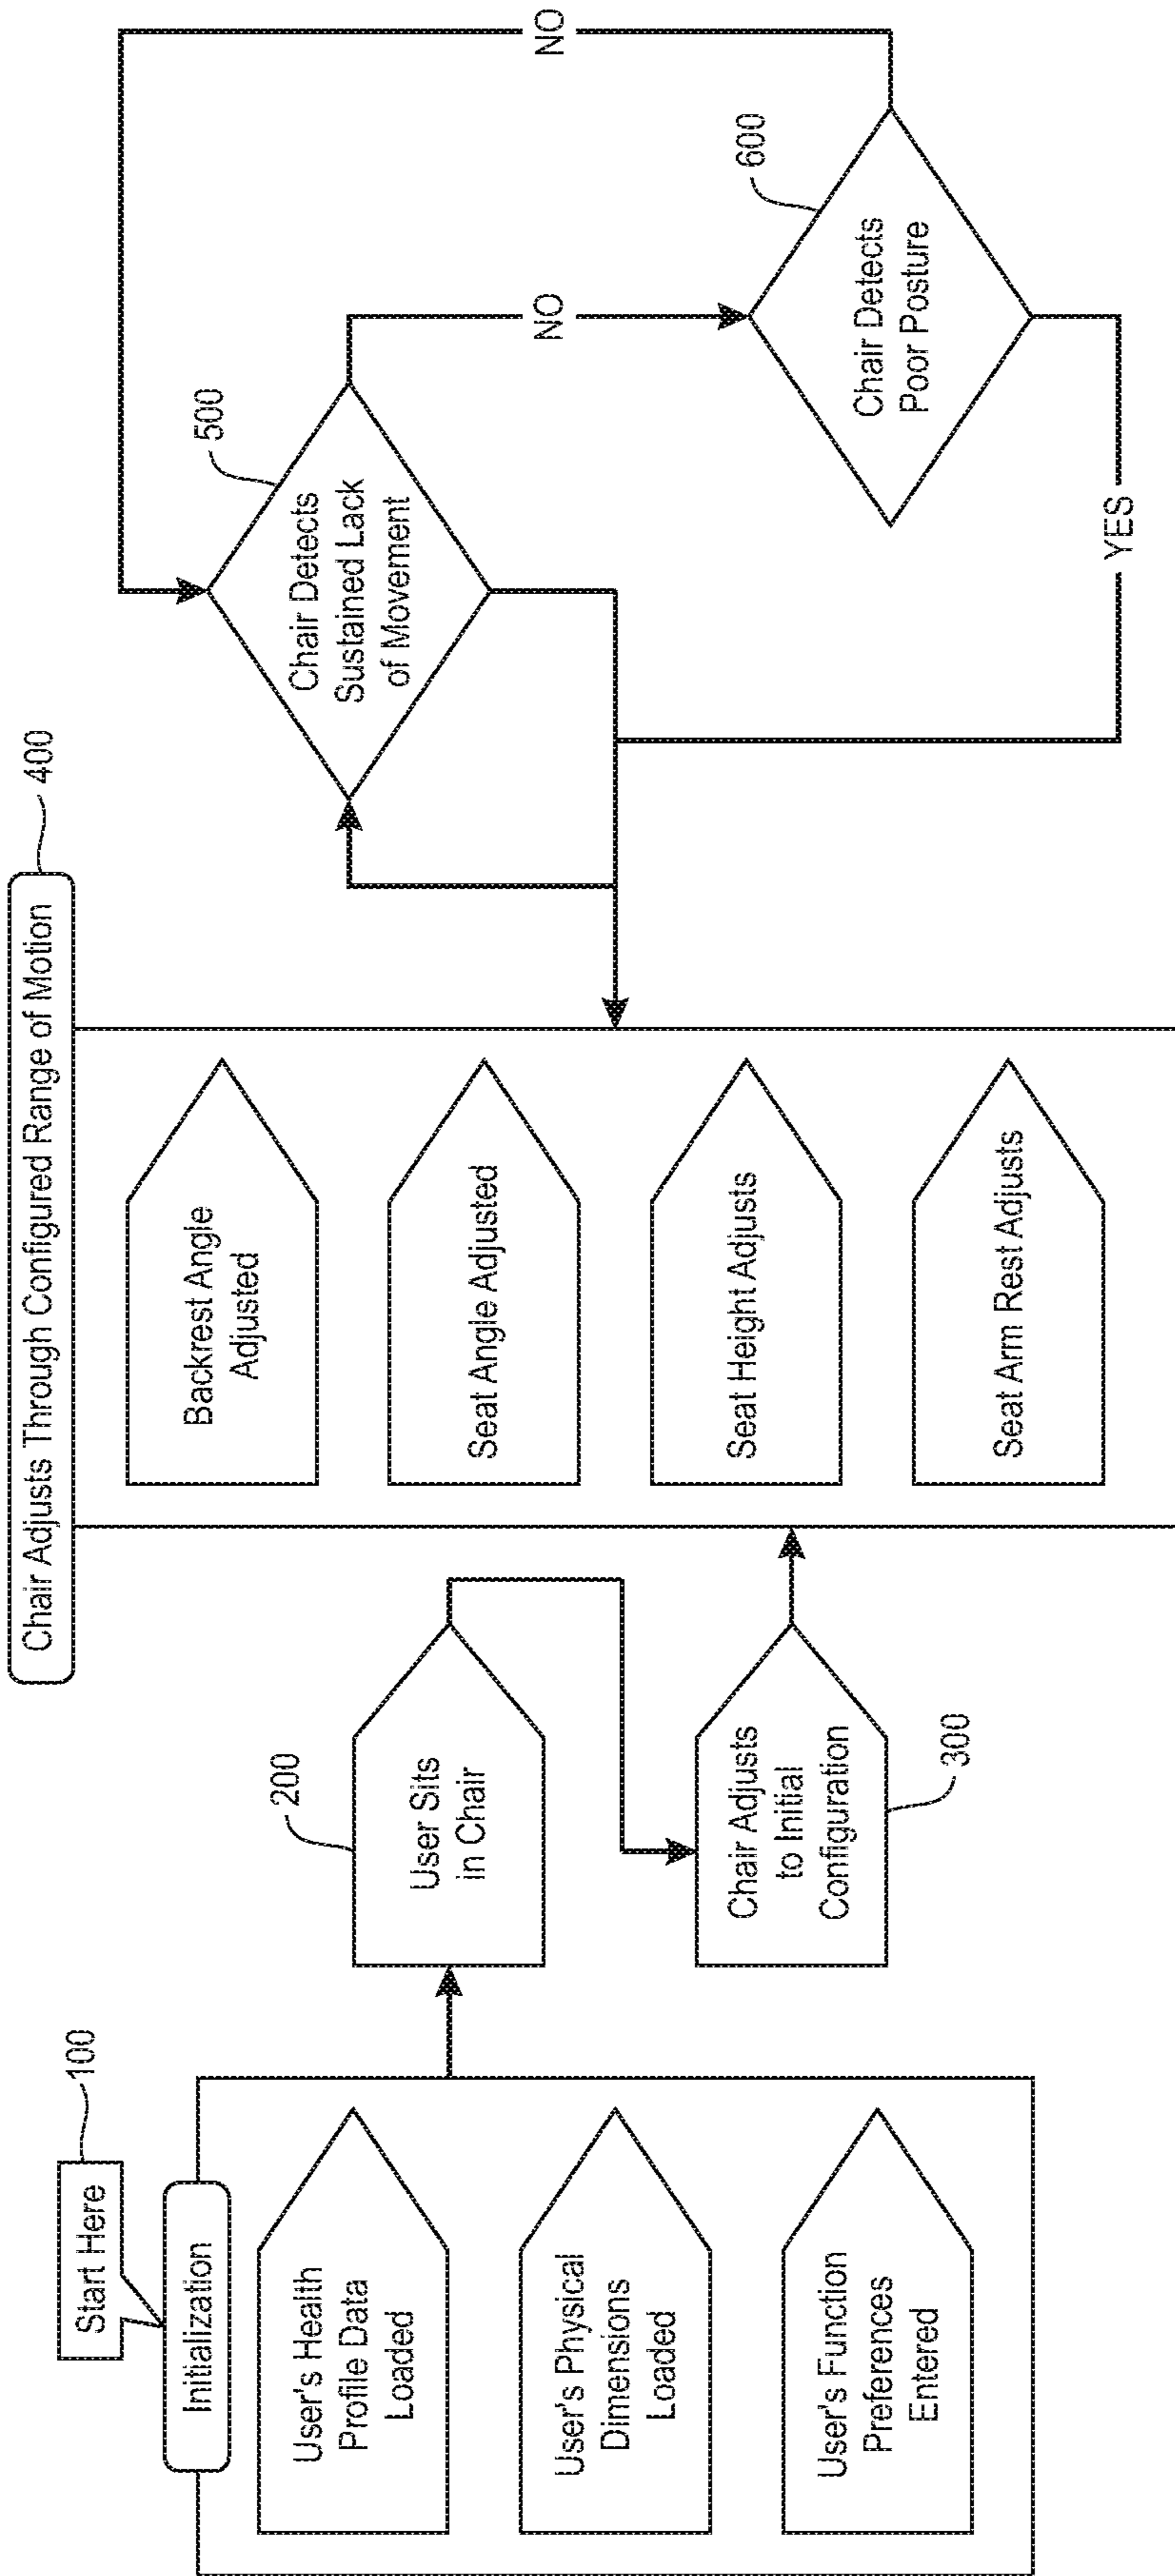 Start Here
100
Initialization
User's Health
Profile Data
Loaded
User's Physical
Dimensions
Loaded
User's Function
Preferences
Entered
200
User Sits
in Chair
Chair Adjusts
to Initial
Configuration
300
Chair Adjusts Through Configured Range of Motion
400
Backrest Angle
Adjusted
Seat Angle Adjusted
Seat Height Adjusts
Seat Arm Rest Adjusts
500
Chair Detects
Sustained Lack
of Movement
NO
600
Chair Detects
Poor Posture
YES
NO